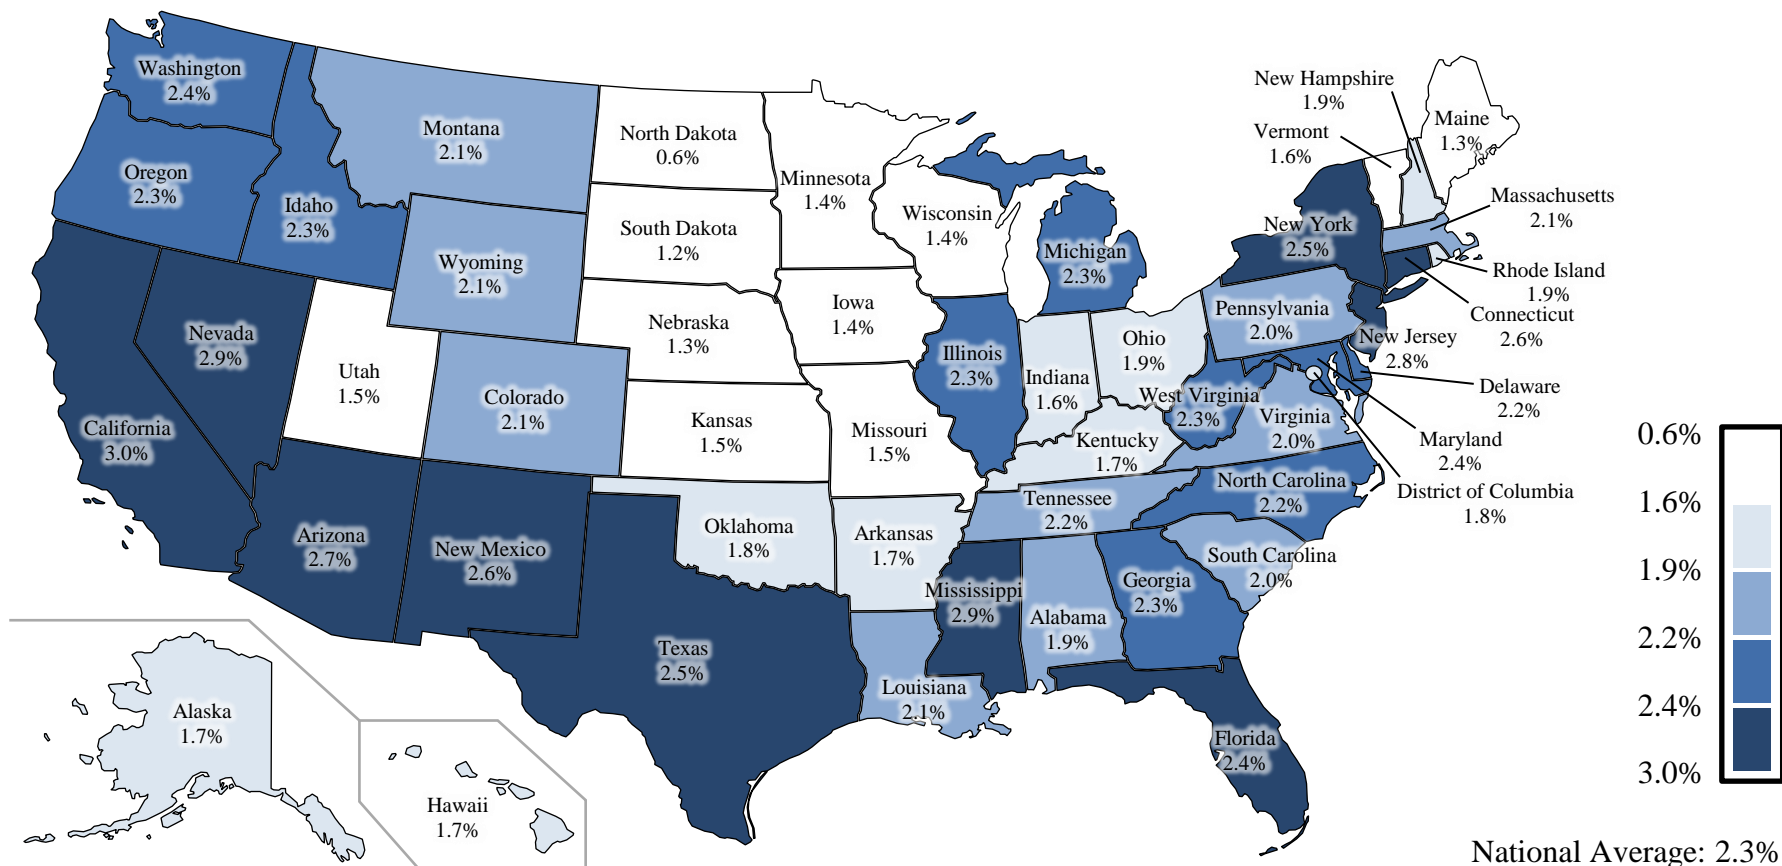 Washington
2.4%
Oregon
2.3%
Idaho
2.3%
Montana
2.1%
Wyoming
2.1%
California
3.0%
Nevada
2.9%
Utah
1.5%
Colorado
2.1%
Arizona
2.7%
New Mexico
2.6%
North Dakota
0.6%
South Dakota
1.2%
Nebraska
1.3%
Kansas
1.5%
Oklahoma
1.8%
Texas
2.5%
Minnesota
1.4%
Iowa
1.4%
Missouri
1.5%
Arkansas
1.7%
Louisiana
2.1%
Wisconsin
1.4%
Illinois
2.3%
Michigan
2.3%
Indiana
1.6%
Ohio
1.9%
Kentucky
1.7%
Tennessee
2.2%
Mississippi
2.9%
Alabama
1.9%
Georgia
2.3%
Florida
2.4%
South Carolina
2.0%
North Carolina
2.2%
Virginia
2.0%
West Virginia
2.3%
Pennsylvania
2.0%
New York
2.5%
Vermont
1.6%
New Hampshire
1.9%
Maine
1.3%
Massachusetts
2.1%
Rhode Island
1.9%
Connecticut
2.6%
New Jersey
2.8%
Delaware
2.2%
Maryland
2.4%
District of Columbia
1.8%
Alaska
1.7%
Hawaii
1.7%
0.6%
1.6%
1.9%
2.2%
2.4%
3.0%
National Average: 2.3%